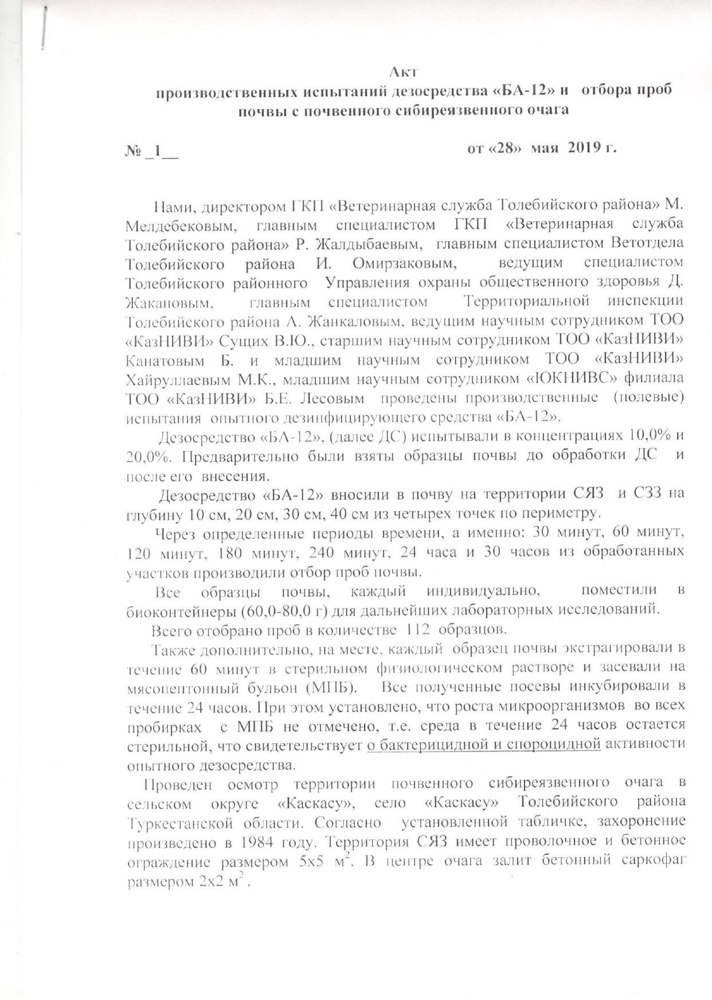 Акт
производственных испытаний дезосредства «БА-12» и отбора проб
почвы с почвенного сибиреязвенного очага
№ _1__ от «28» мая 2019 г.
Нами, директором ГКП «Ветеринарная служба Толебийского района» М.
Мелдебековым, главным специалистом ГКП «Ветеринарная служба
Толебийского района» Р. Жалдыбаевым, главным специалистом Ветотдела
Толебийского района И. Омирзаковым, ведущим специалистом
Толебийского районного Управления охраны общественного здоровья Д.
Жакановым, главным специалистом Территориальной инспекции
Толебийского района А. Жанкаловым, ведущим научным сотрудником ТОО
«КазНИВИ» Сущих В.Ю., старшим научным сотрудником ТОО «КазНИВИ»
Канатовым Б. и младшим научным сотрудником ТОО «КазНИВИ»
Хайруллаевым М.К., младшим научным сотрудником «ЮКНИВС» филиала
ТОО «КазНИВИ» Б.Е. Лесовым проведены производственные (полевые)
испытания опытного дезинфицирующего средства «БА-12».
Дезосредство «БА-12», (далее ДС) испытывали в концентрациях 10,0% и
20,0%. Предварительно были взяты образцы почвы до обработки ДС и
после его внесения.
Дезосредство «БА-12» вносили в почву на территории СЯЗ и СЗЗ на
глубину 10 см, 20 см, 30 см, 40 см из четырех точек по периметру.
Через определенные периоды времени, а именно: 30 минут, 60 минут,
120 минут, 180 минут, 240 минут, 24 часа и 30 часов из обработанных
участков производили отбор проб почвы.
Все образцы почвы, каждый индивидуально, поместили в
биоконтейнеры (60,0-80,0 г) для дальнейших лабораторных исследований.
Всего отобрано проб в количестве 112 образцов.
Также дополнительно, на месте, каждый образец почвы экстрагировали в
течение 60 минут в стерильном физиологическом растворе и засевали на
мясопептонный бульон (МПБ). Все полученные посевы инкубировали в
течение 24 часов. При этом установлено, что роста микроорганизмов во всех
пробирках с МПБ не отмечено, т.е. среда в течение 24 часов остается
стерильной, что свидетельствует о бактерицидной и спороцидной активности
опытного дезосредства.
Проведен осмотр территории почвенного сибиреязвенного очага в
сельском округе «Каскасу», село «Каскасу» Толебийского района
Туркестанской области. Согласно установленной табличке, захоронение
произведено в 1984 году. Территория СЯЗ имеет проволочное и бетонное
ограждение размером 5х5 м². В центре очага залит бетонный саркофаг
размером 2х2 м² .